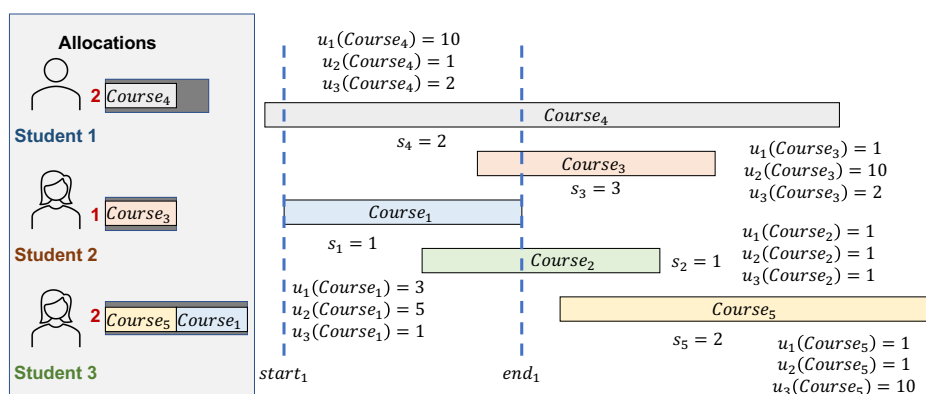 Allocations
2 Course₄
Student 1
1 Course₃
Student 2
2 Course₅ Course₁
Student 3
u₁(Course₄) = 10
u₂(Course₄) = 1
u₃(Course₄) = 2
Course₄
s₄ = 2
Course₃
s₃ = 3
u₁(Course₃) = 1
u₂(Course₃) = 10
u₃(Course₃) = 2
Course₁
s₁ = 1
Course₂
s₂ = 1
u₁(Course₂) = 1
u₂(Course₂) = 1
u₃(Course₂) = 1
u₁(Course₁) = 3
u₂(Course₁) = 5
u₃(Course₁) = 1
Course₅
s₅ = 2
u₁(Course₅) = 1
u₂(Course₅) = 1
u₃(Course₅) = 10
start₁
end₁